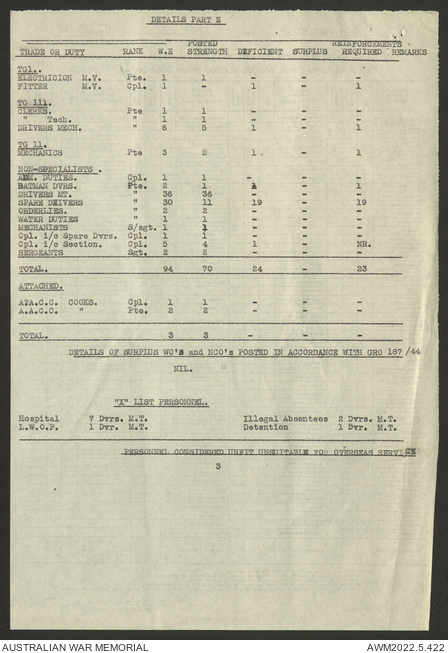 DETAILS PART E
TRADE OR DUTY RANK W.E POSTED STRENGTH DEFICIENT SURPLUS REINFORCEMENTS REQUIRED REMARKS
TG1..
ELECTRICION M.V. Pte. 1 1 - - -
FITTER M.V. Cpl. 1 - 1 - 1
TG 111.
CLERKS. Pte 1 1 - - -
" Tech. " 1 1 - - -
DRIVERS MECH. " 6 5 1 - 1
TG 11.
MECHANICS Pte 3 2 1 - 1
NON-SPECIALISTS .
ADM. DUTIES. Cpl. 1 1 - - -
BATMAN DVRS. Pte. 2 1 1 - 1
DRIVERS MT. " 36 36 - - -
SPARE DEIVERS " 30 11 19 - 19
ORDERLIES. " 2 2 - - -
WATER DUTIES " 1 1 - - -
MECHANISTS S/sgt. 1 1 - - -
Cpl. i/c Spare Dvrs. Cpl. 1 1 - - -
Cpl. i/c Section. Cpl. 5 4 1 - NR.
SERGEANTS Sgt. 2 2 - - -
TOTAL. 94 70 24 - 23
ATTACHED.
A?A.C.C. COOKS. Cpl. 1 1 - - -
A.A.C.C. " Pte. 2 2 - - -
TOTAL. 3 3 - - -
DETAILS OF SURPLUS WO's and NCO's POSTED IN ACCORDANCE WITH GRO 187/44
NIL.
"X" LIST PERSONNEL.
Hospital 7 Dvrs. M.T. Illegal Absentees 2 Dvrs. M.T.
L.W.O.P. 1 Dvr. M.T. Detention 1 Dvr. M.T.
PERSONNEL CONSIDERED UNFIT UNSUITABLE FOR OVERSEAS SERVICE
3
AUSTRALIAN WAR MEMORIAL AWM2022.5.422